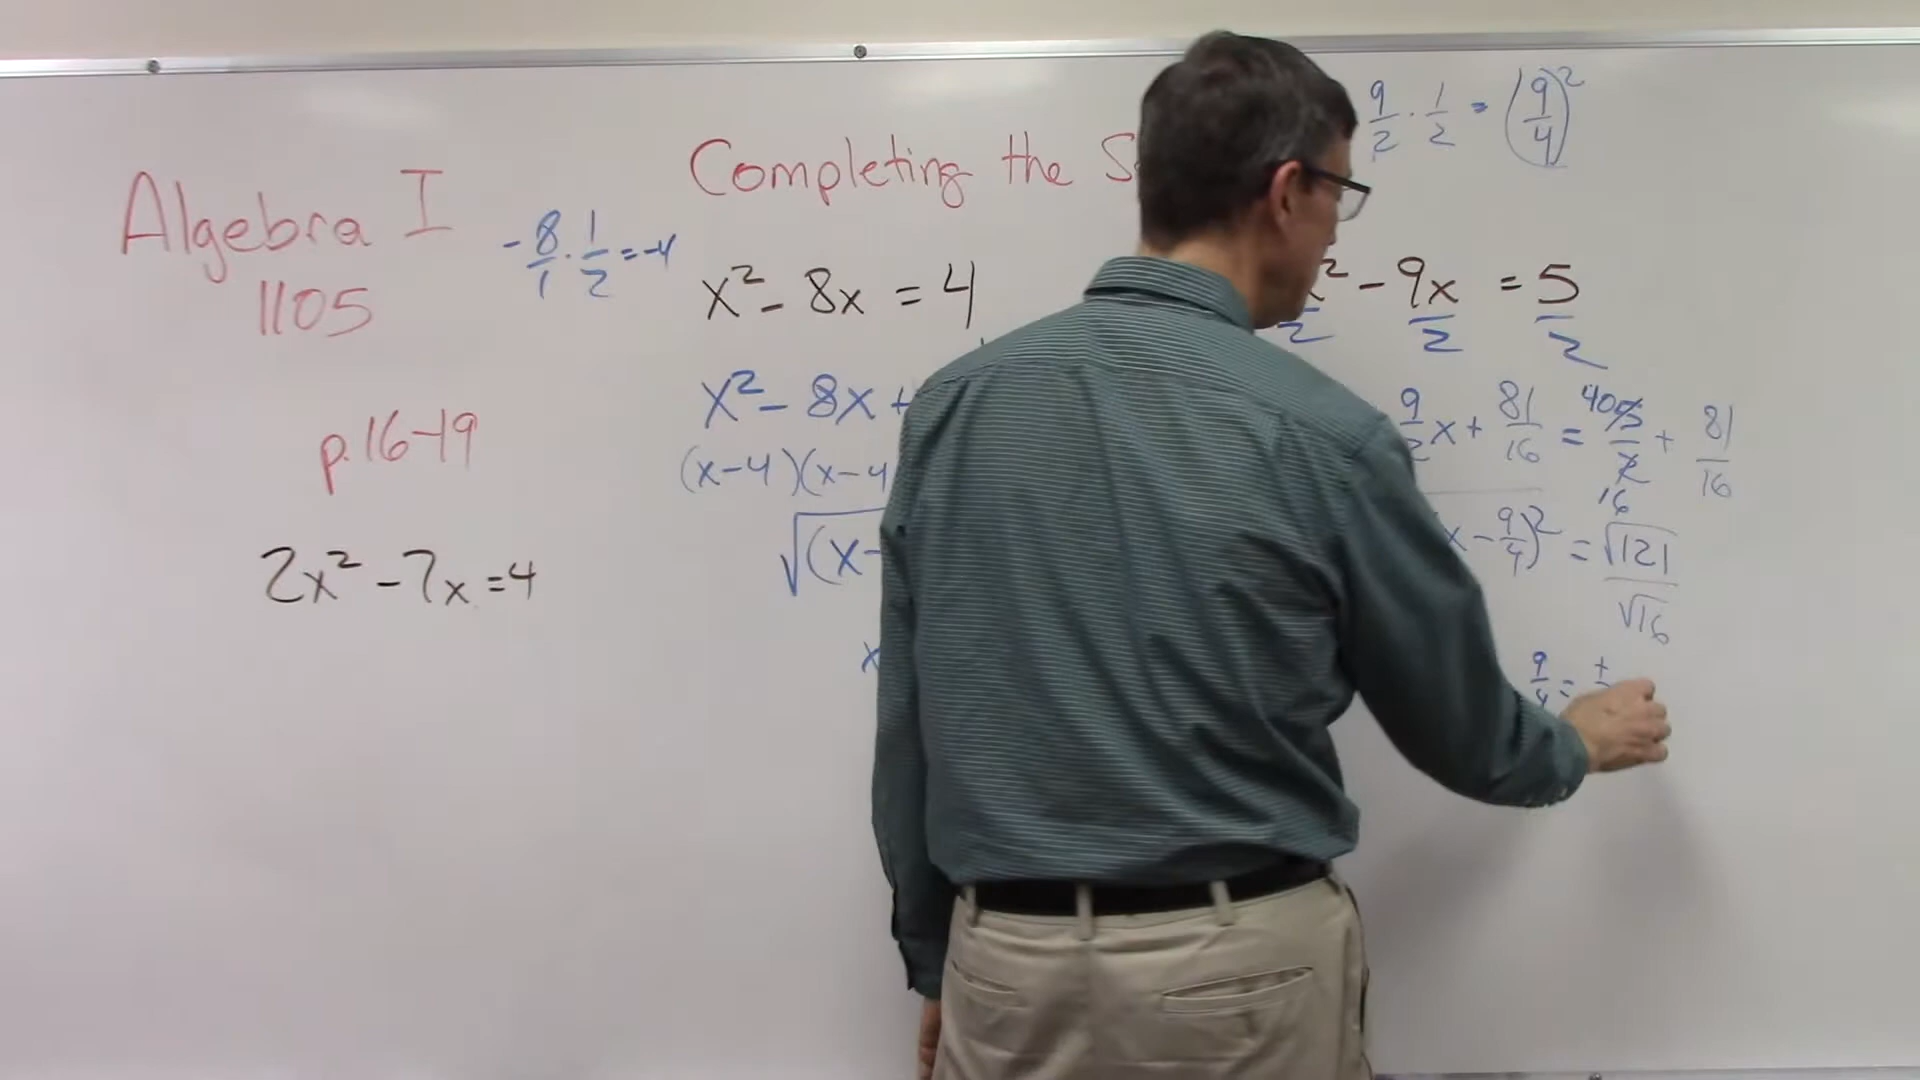 Algebra I
1105
p. 16-19
2x² - 7x = 4
-8/1 · 1/2 = -4
Completing the
x² - 8x = 4
x² - 8x +
(x-4)(x-4
√(x-
x
9/2 · 1/2 = (9/4)²
x² - 9x = 5
2 2 2
9/2 x + 81/16 = 40 5/2 16 + 81/16
x - 9/4)² = √121/√16
9/4 = ±